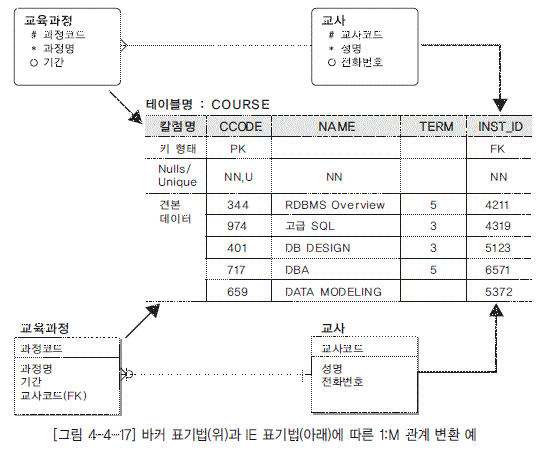 교육과정
# 과정코드
* 과정명
○ 기간
교사
# 교사코드
* 성명
○ 전화번호
테이블명 : COURSE
칼럼명 CCODE NAME TERM INST_ID
키 형태 PK FK
Nulls/
Unique NN,U NN NN
견본
데이터
344 RDBMS Overview 5 4211
974 고급 SQL 3 4319
401 DB DESIGN 3 5123
717 DBA 5 6571
659 DATA MODELING 5372
교육과정
과정코드
과정명
기간
교사코드(FK)
교사
교사코드
성명
전화번호
[그림 4-4-17] 바커 표기법(위)과 IE 표기법(아래)에 따른 1:M 관계 변환 예